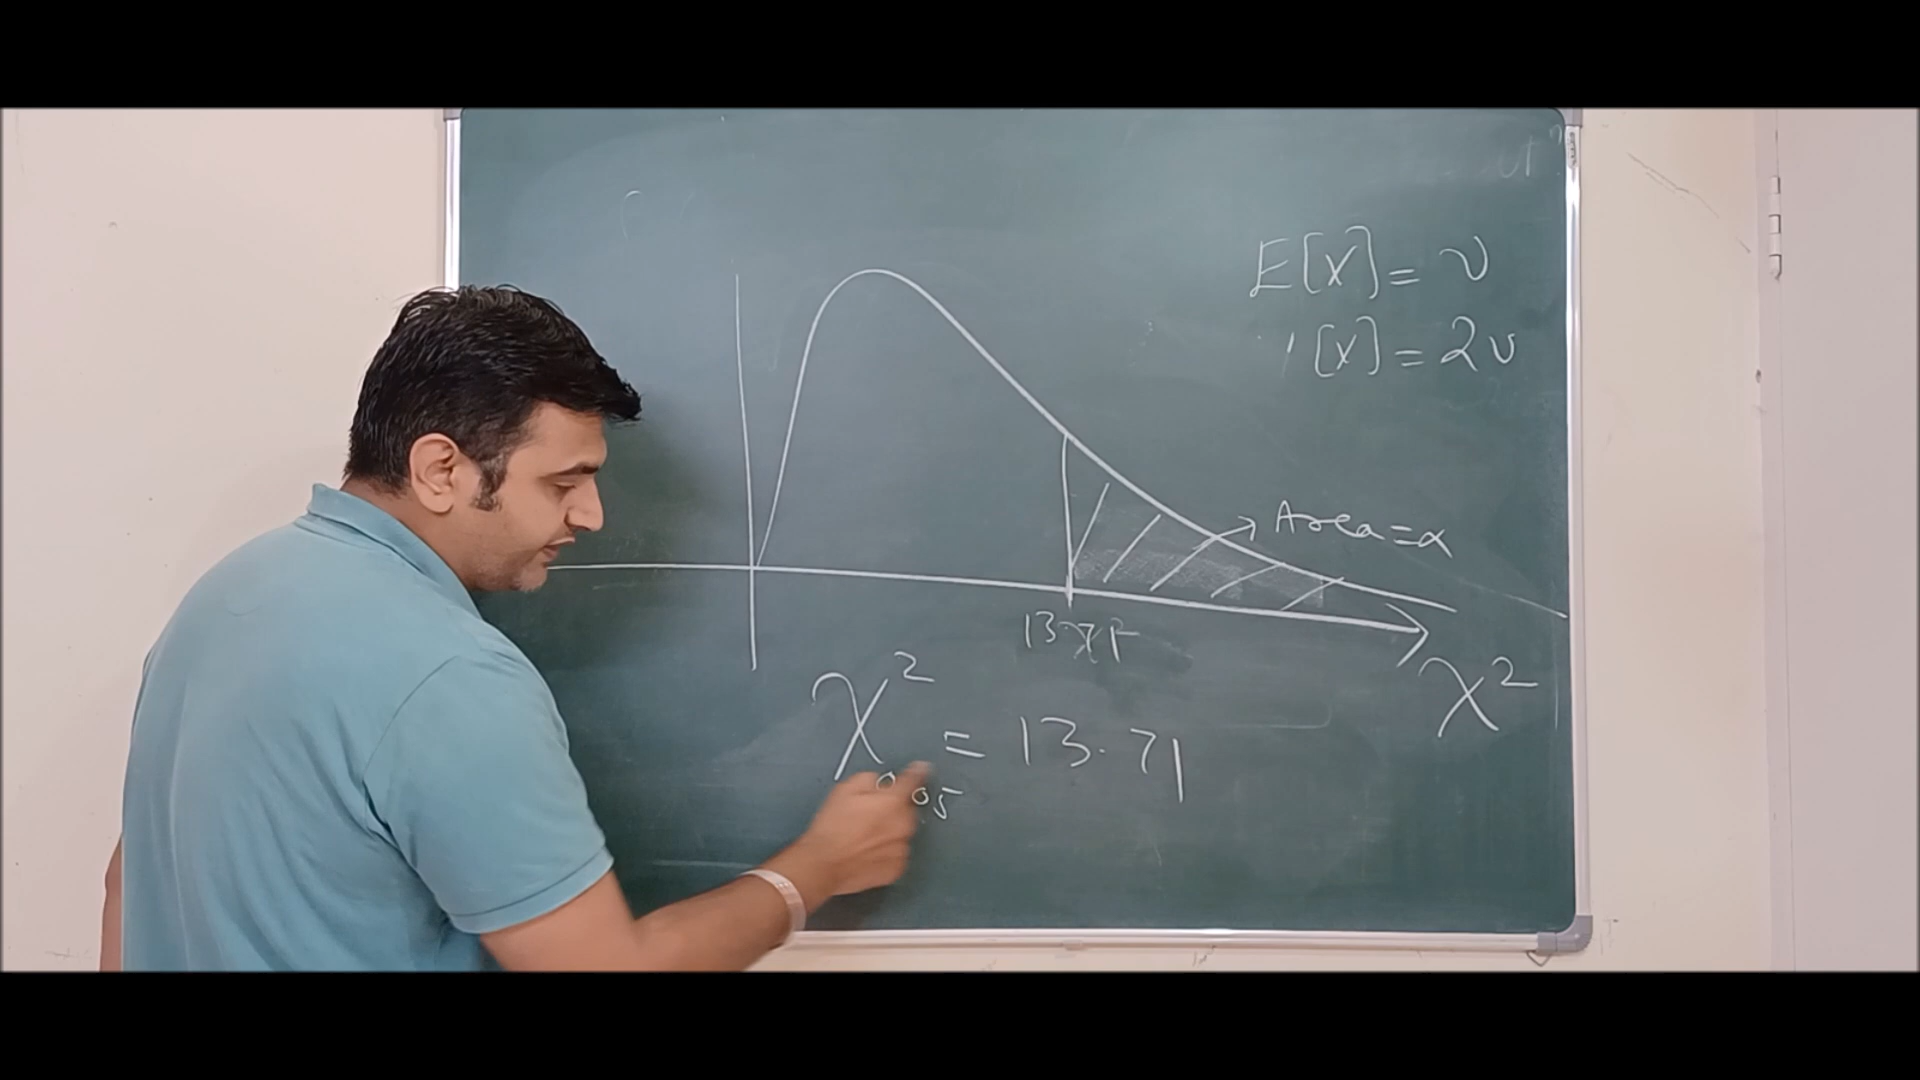 E[X] = ν
[X] = 2ν
Area = α
13.71
χ²
χ²0.05 = 13.71